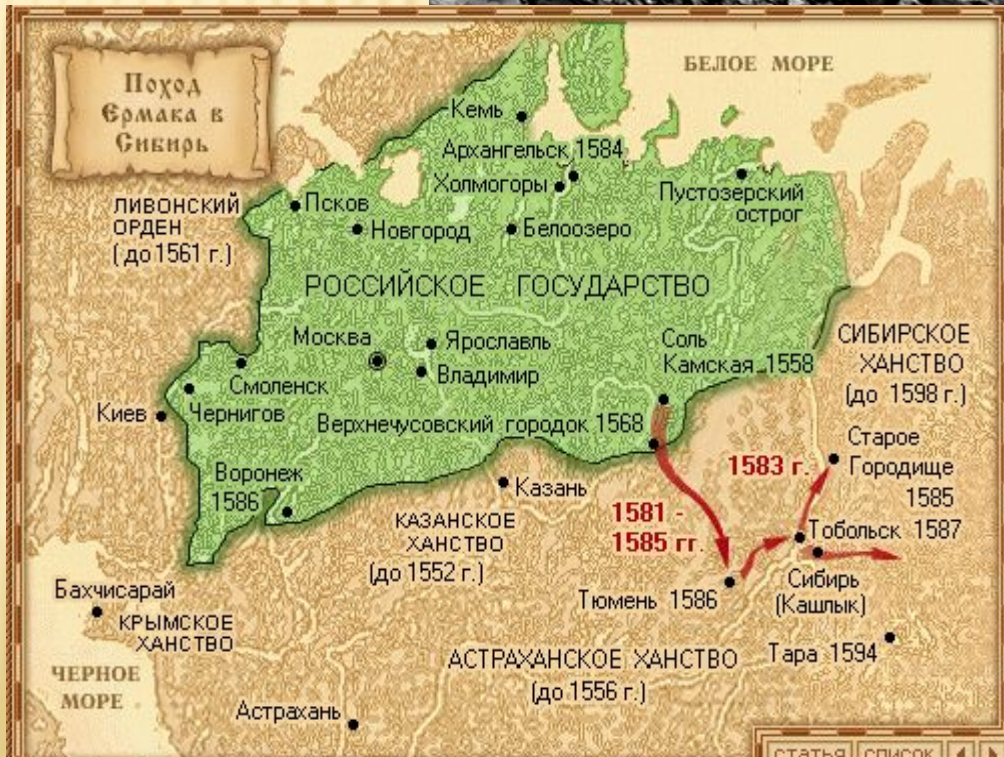 Поход
Ермака в
Сибирь
БЕЛОЕ МОРЕ
Кемь
Архангельск 1584
Холмогоры
Пустозерский
острог
ЛИВОНСКИЙ
ОРДЕН
(до 1561 г.)
Псков
Новгород
Белоозеро
РОССИЙСКОЕ ГОСУДАРСТВО
Москва
Ярославль
Владимир
Соль
Камская 1558
СИБИРСКОЕ
ХАНСТВО
(до 1598 г.)
Смоленск
Киев
Чернигов
Верхнечусовский городок 1568
Старое
Городище
1585
1583 г.
Воронеж
1586
Казань
КАЗАНСКОЕ
ХАНСТВО
(до 1552 г.)
1581 -
1585 гг.
Тобольск 1587
Сибирь
(Кашлык)
Тюмень 1586
Бахчисарай
КРЫМСКОЕ
ХАНСТВО
АСТРАХАНСКОЕ ХАНСТВО
(до 1556 г.)
Тара 1594
ЧЕРНОЕ
МОРЕ
Астрахань
статья список